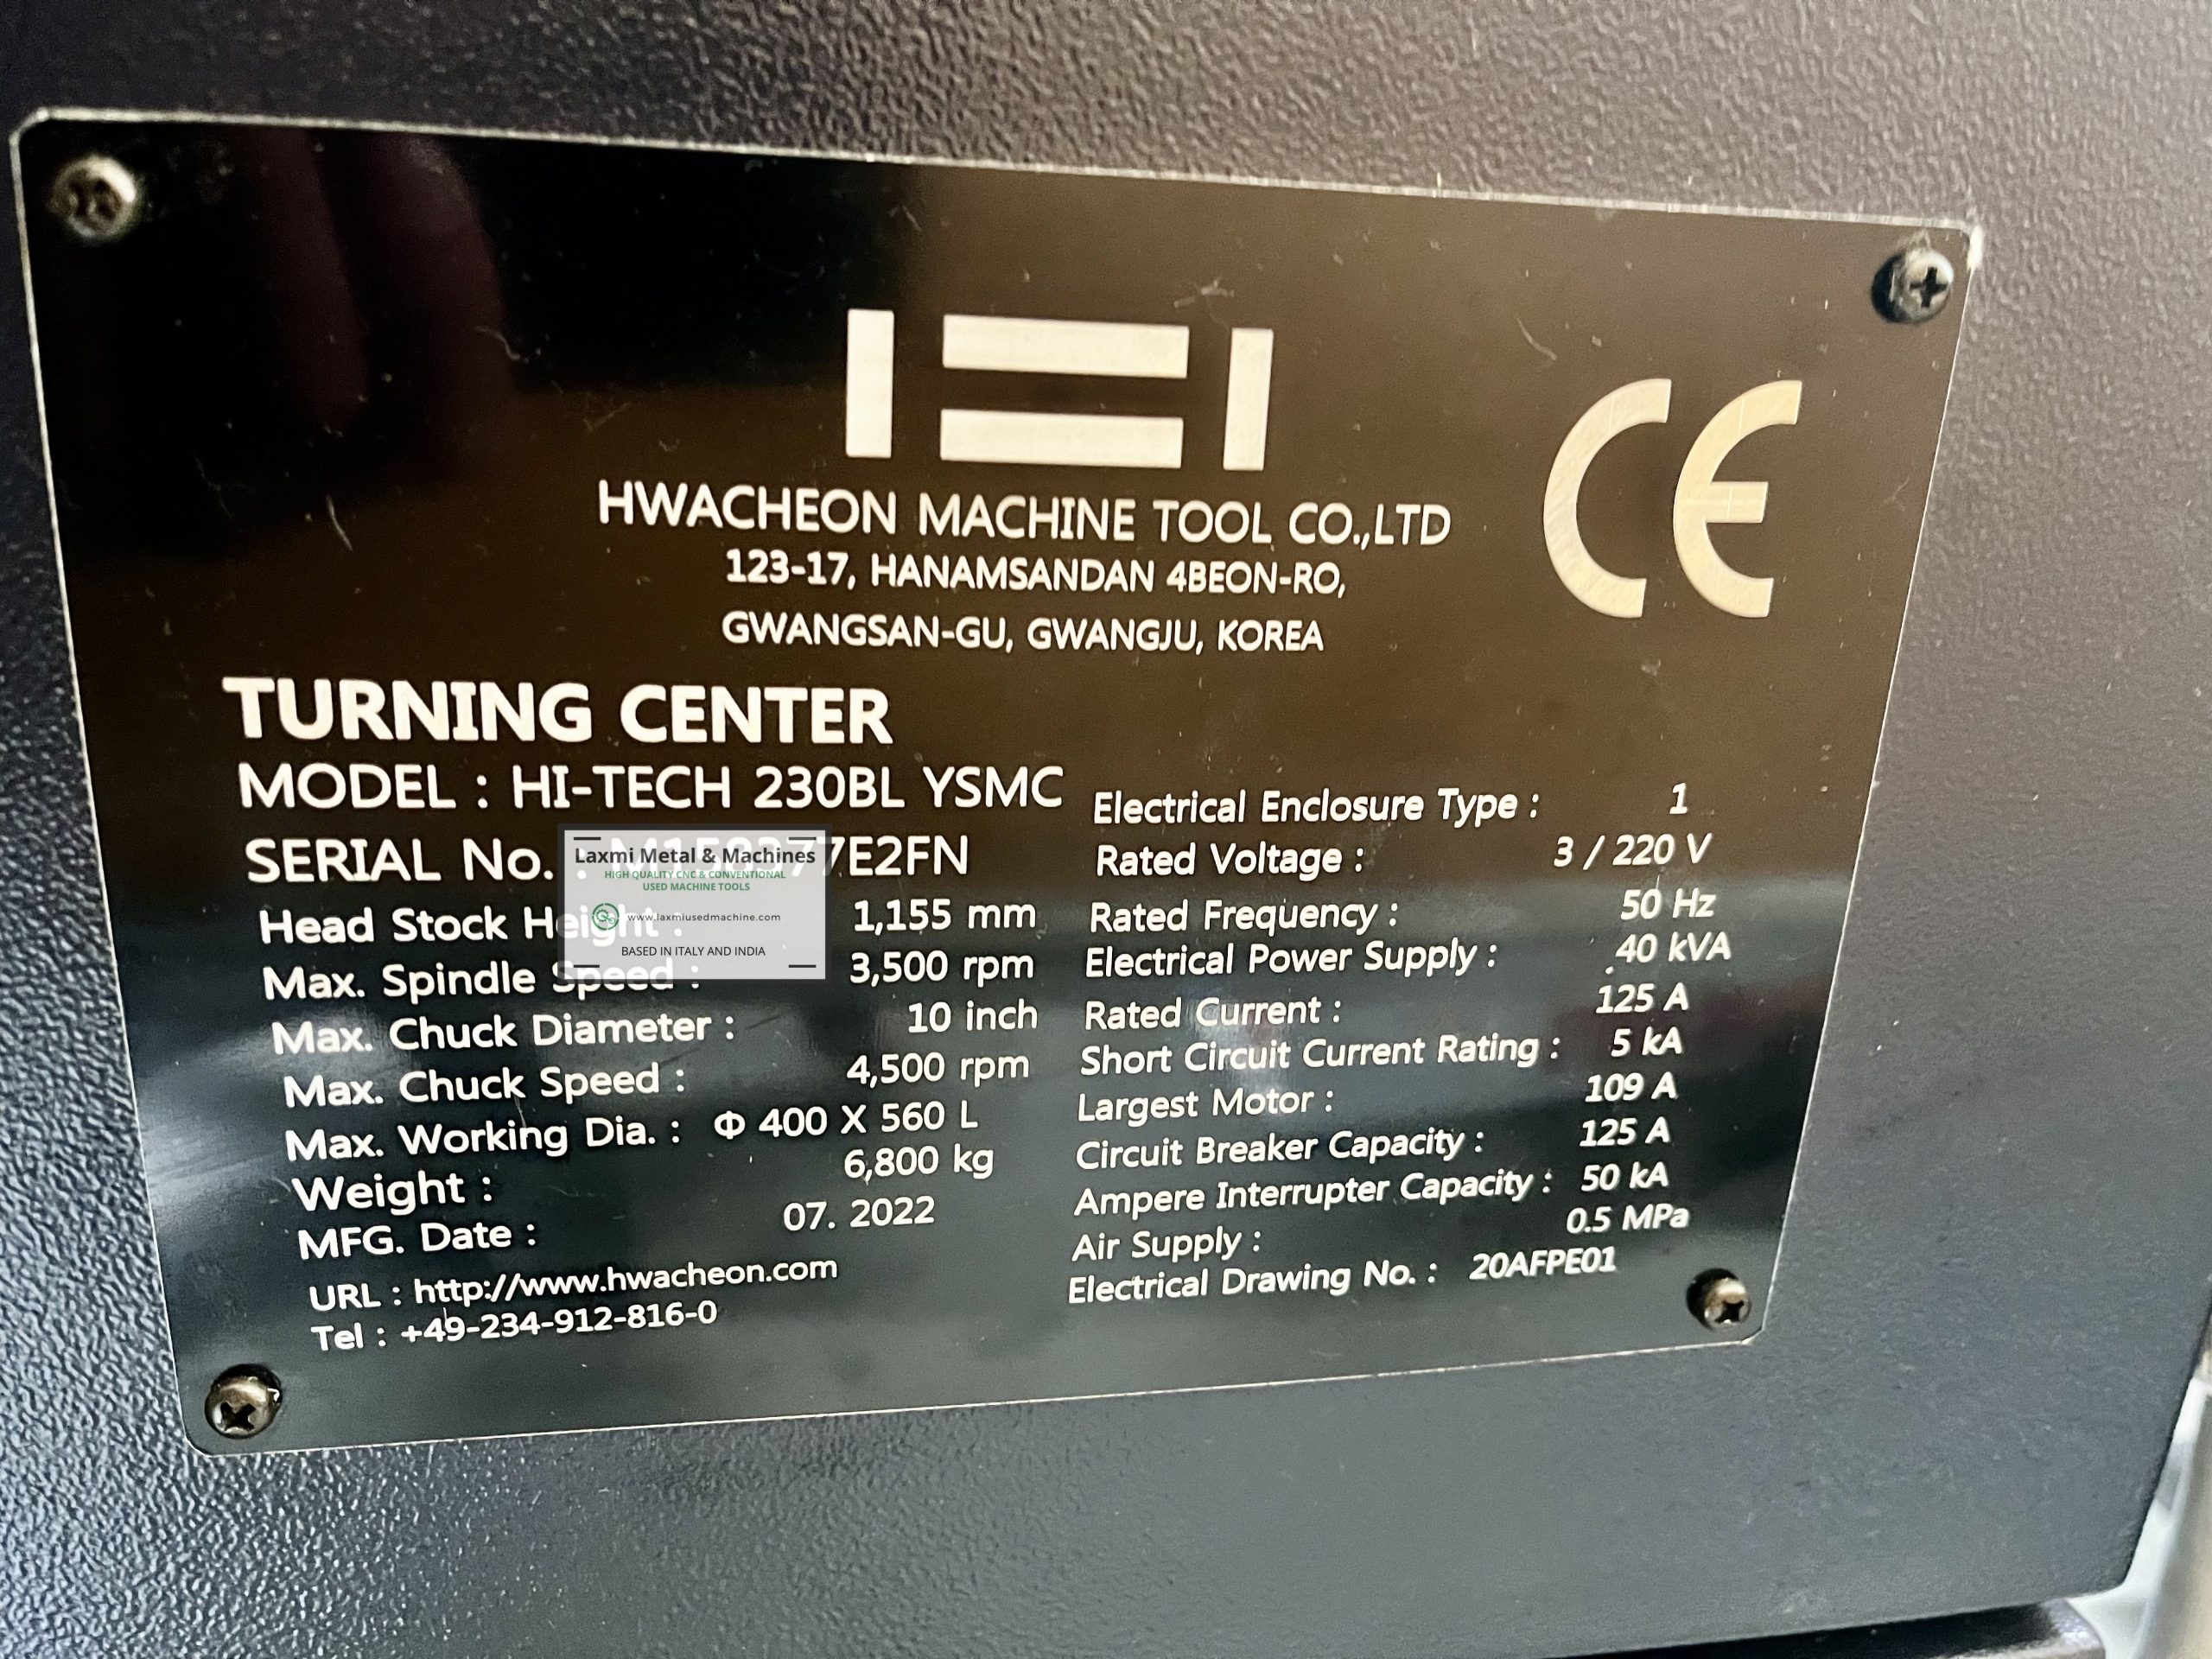 HWACHEON MACHINE TOOL CO.,LTD
123-17, HANAMSANDAN 4BEON-RO,
GWANGSAN-GU, GWANGJU, KOREA
CE
TURNING CENTER
MODEL : HI-TECH 230BL YSMC
SERIAL No. :
Head Stock Height : 1,155 mm
Max. Spindle Speed : 3,500 rpm
Max. Chuck Diameter : 10 inch
Max. Chuck Speed : 4,500 rpm
Max. Working Dia. : Φ 400 X 560 L
Weight : 6,800 kg
MFG. Date : 07. 2022
URL : http://www.hwacheon.com
Tel : +49-234-912-816-0
Electrical Enclosure Type : 1
Rated Voltage : 3 / 220 V
Rated Frequency : 50 Hz
Electrical Power Supply : 40 kVA
Rated Current : 125 A
Short Circuit Current Rating : 5 kA
Largest Motor : 109 A
Circuit Breaker Capacity : 125 A
Ampere Interrupter Capacity : 50 kA
Air Supply : 0.5 MPa
Electrical Drawing No. : 20AFPE01
Laxmi Metal & Machines
HIGH QUALITY CNC & CONVENTIONAL
USED MACHINE TOOLS
www.laxmiusedmachine.com
BASED IN ITALY AND INDIA